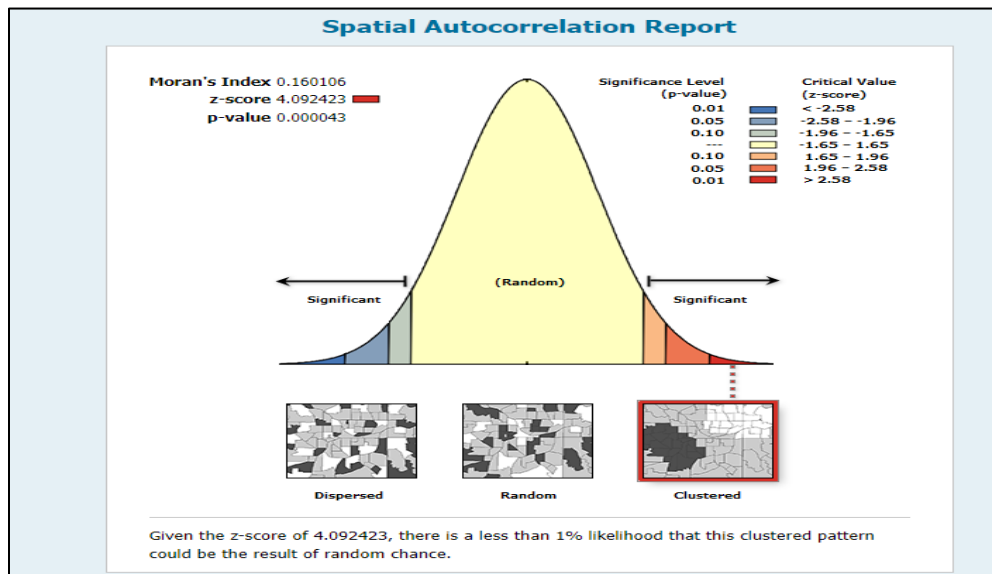 Spatial Autocorrelation Report
Moran's Index 0.160106
z-score 4.092423
p-value 0.000043
Significance Level Critical Value
(p-value) (z-score)
0.01 < -2.58
0.05 -2.58 – -1.96
0.10 -1.96 – -1.65
--- -1.65 – 1.65
0.10 1.65 – 1.96
0.05 1.96 – 2.58
0.01 > 2.58
(Random)
Significant Significant
Dispersed Random Clustered
Given the z-score of 4.092423, there is a less than 1% likelihood that this clustered pattern
could be the result of random chance.